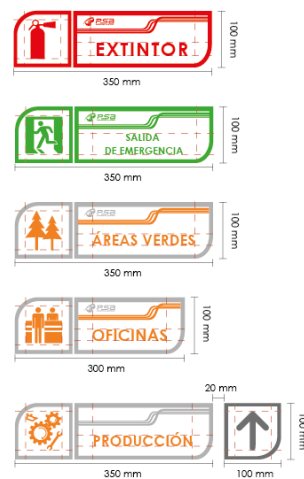 PSA
EXTINTOR
100 mm
350 mm
PSA
SALIDA
DE EMERGENCIA
100 mm
350 mm
PSA
ÁREAS VERDES
100 mm
350 mm
PSA
OFICINAS
100 mm
300 mm
20 mm
PSA
PRODUCCIÓN
100 mm
350 mm
100 mm